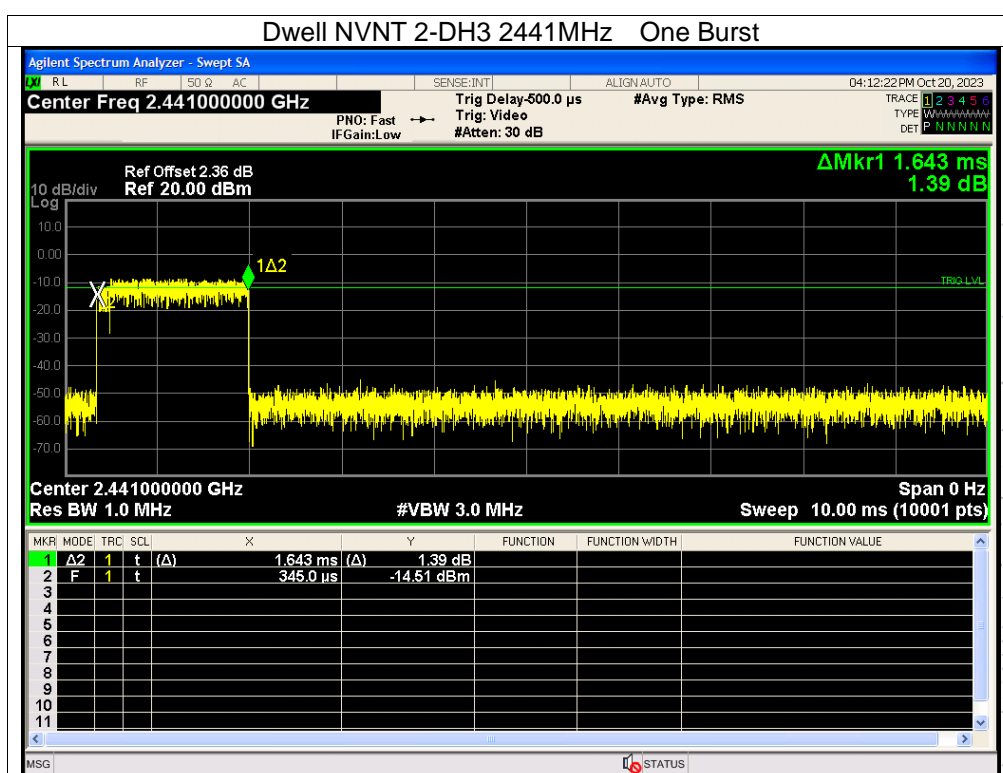 Dwell NVNT 2-DH3 2441MHz One Burst
Agilent Spectrum Analyzer - Swept SA
LXI RL RF 50 Ω AC SENSE:INT ALIGN AUTO 04:12:22 PM Oct 20, 2023
Center Freq 2.441000000 GHz
PNO: Fast
IFGain:Low
Trig Delay-500.0 µs
Trig: Video
#Atten: 30 dB
#Avg Type: RMS
TRACE 1 2 3 4 5 6
TYPE W
DET P N N N N N
ΔMkr1 1.643 ms
1.39 dB
Ref Offset 2.36 dB
10 dB/div Ref 20.00 dBm
Log
10.0
0.00
1Δ2
-10.0
TRIG LVL
2
-20.0
-30.0
-40.0
-50.0
-60.0
-70.0
Center 2.441000000 GHz Span 0 Hz
Res BW 1.0 MHz #VBW 3.0 MHz Sweep 10.00 ms (10001 pts)
MKR MODE TRC SCL X Y FUNCTION FUNCTION WIDTH FUNCTION VALUE
1 Δ2 1 t (Δ) 1.643 ms (Δ) 1.39 dB
2 F 1 t 345.0 µs -14.51 dBm
3
4
5
6
7
8
9
10
11
MSG STATUS